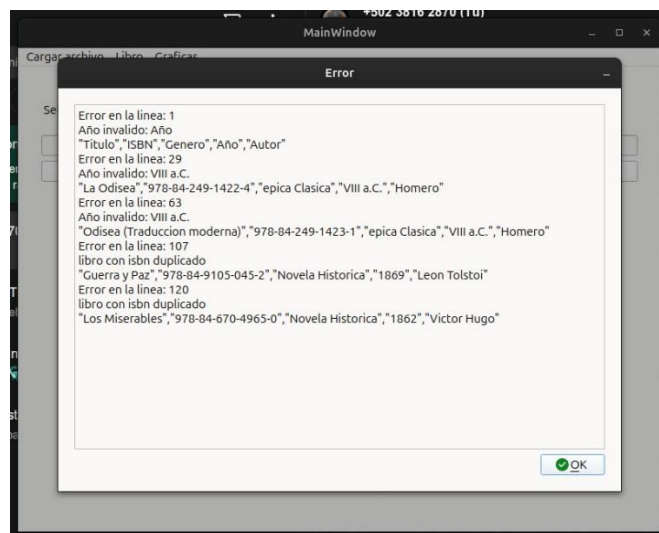 +502 3816 2870 (Tú)
MainWindow
Cargar archivo Libro Graficas
Error
Se
Error en la linea: 1
Año invalido: Año
"Titulo","ISBN","Genero","Año","Autor"
Error en la linea: 29
Año invalido: VIII a.C.
"La Odisea","978-84-249-1422-4","epica Clasica","VIII a.C.","Homero"
Error en la linea: 63
Año invalido: VIII a.C.
"Odisea (Traduccion moderna)","978-84-249-1423-1","epica Clasica","VIII a.C.","Homero"
Error en la linea: 107
libro con isbn duplicado
"Guerra y Paz","978-84-9105-045-2","Novela Historica","1869","Leon Tolstoi"
Error en la linea: 120
libro con isbn duplicado
"Los Miserables","978-84-670-4965-0","Novela Historica","1862","Victor Hugo"
OK